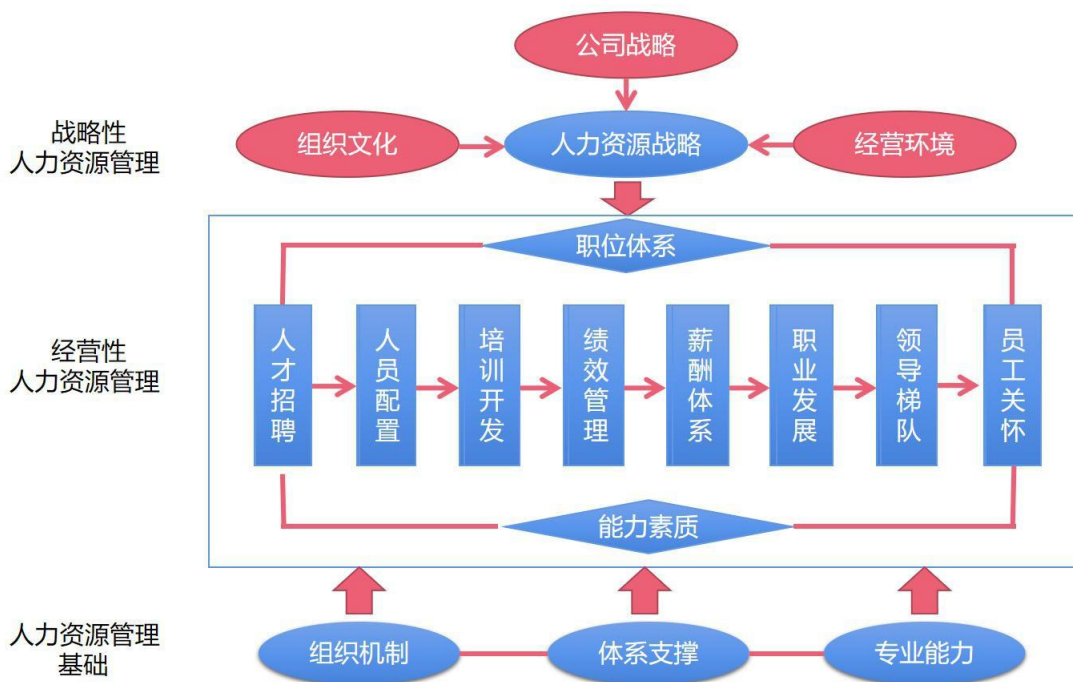 公司战略
战略性
人力资源管理
组织文化
人力资源战略
经营环境
职位体系
经营性
人力资源管理
人才招聘
人员配置
培训开发
绩效管理
薪酬体系
职业发展
领导梯队
员工关怀
能力素质
人力资源管理
基础
组织机制
体系支撑
专业能力